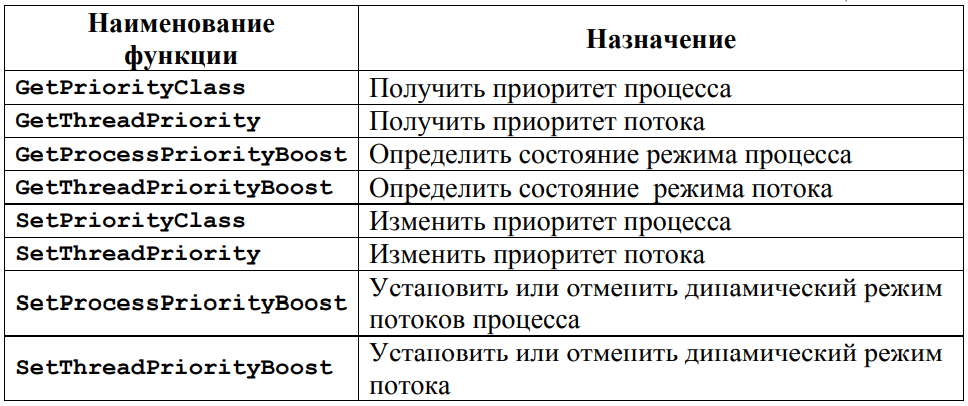 Наименование
функции
Назначение
GetPriorityClass
Получить приоритет процесса
GetThreadPriority
Получить приоритет потока
GetProcessPriorityBoost
Определить состояние режима процесса
GetThreadPriorityBoost
Определить состояние режима потока
SetPriorityClass
Изменить приоритет процесса
SetThreadPriority
Изменить приоритет потока
SetProcessPriorityBoost
Установить или отменить динамический режим
потоков процесса
SetThreadPriorityBoost
Установить или отменить динамический режим
потока